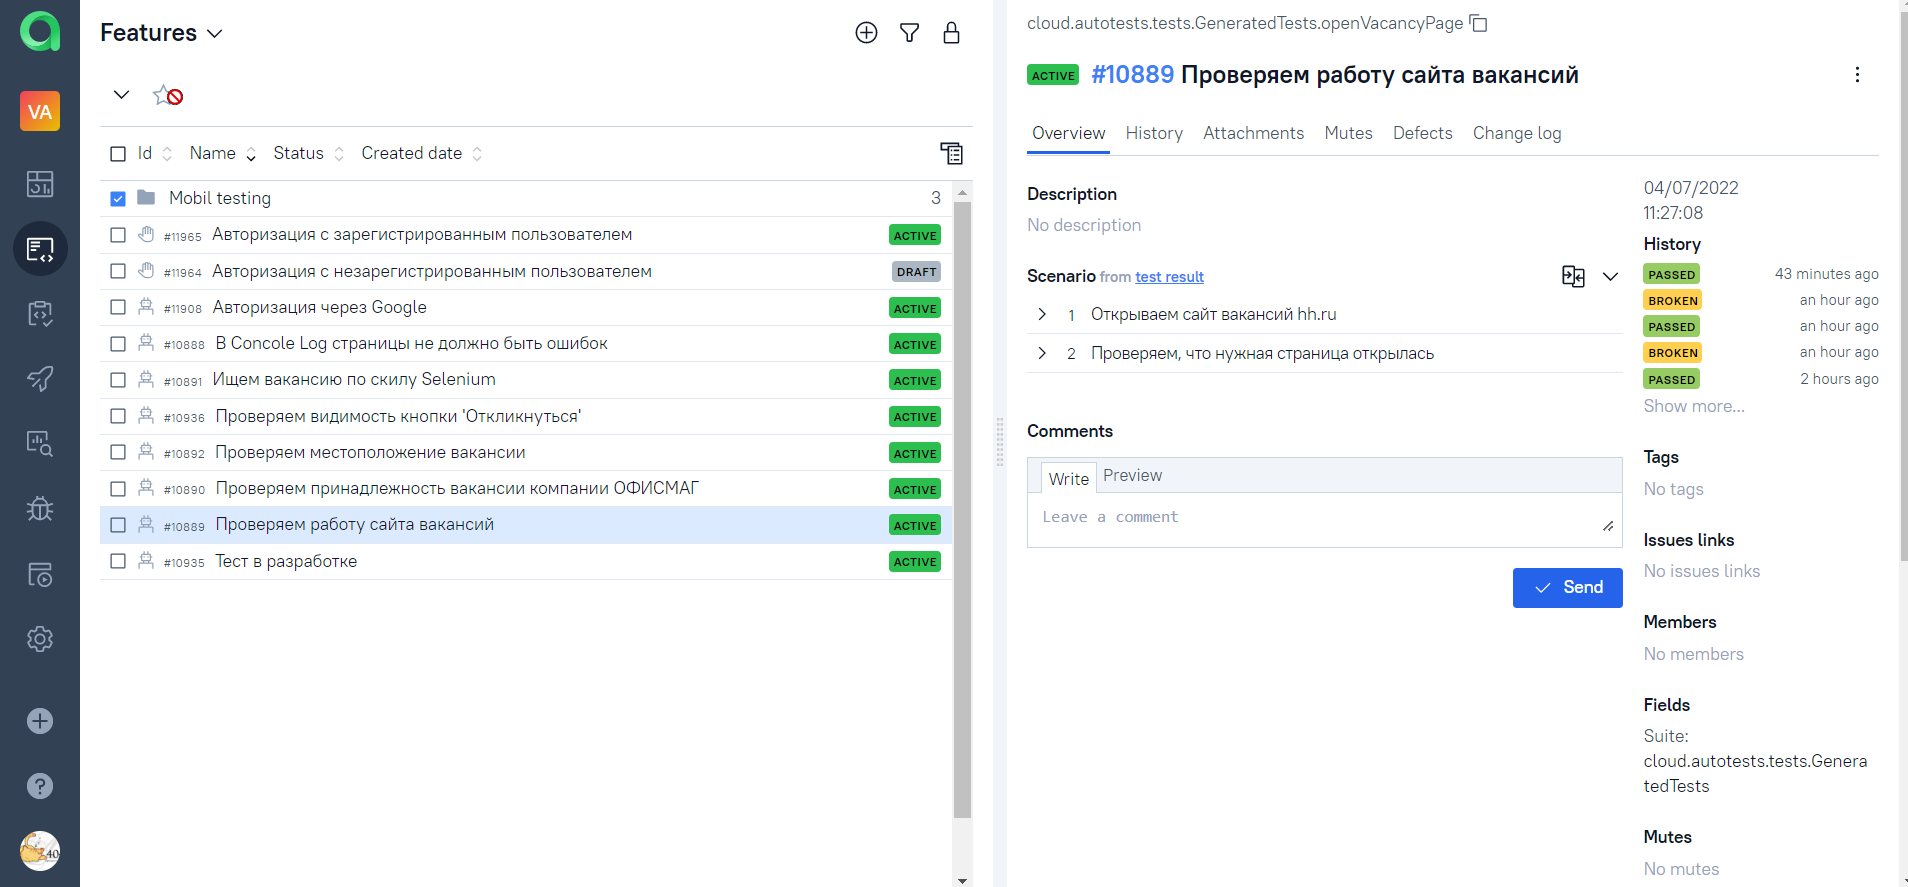 Features
cloud.autotests.tests.GeneratedTests.openVacancyPage
ACTIVE #10889 Проверяем работу сайта вакансий
VA
Overview History Attachments Mutes Defects Change log
Id Name Status Created date
Mobil testing 3
#11965 Авторизация с зарегистрированным пользователем ACTIVE
#11964 Авторизация с незарегистрированным пользователем DRAFT
#11908 Авторизация через Google ACTIVE
#10888 В Concole Log страницы не должно быть ошибок ACTIVE
#10891 Ищем вакансию по скилу Selenium ACTIVE
#10936 Проверяем видимость кнопки 'Откликнуться' ACTIVE
#10892 Проверяем местоположение вакансии ACTIVE
#10890 Проверяем принадлежность вакансии компании ОФИСМАГ ACTIVE
#10889 Проверяем работу сайта вакансий ACTIVE
#10935 Тест в разработке ACTIVE
Description
No description
Scenario from test result
1 Открываем сайт вакансий hh.ru
2 Проверяем, что нужная страница открылась
Comments
Write Preview
Leave a comment
Send
04/07/2022
11:27:08
History
PASSED 43 minutes ago
BROKEN an hour ago
PASSED an hour ago
BROKEN an hour ago
PASSED 2 hours ago
Show more...
Tags
No tags
Issues links
No issues links
Members
No members
Fields
Suite:
cloud.autotests.tests.Genera
tedTests
Mutes
No mutes
40